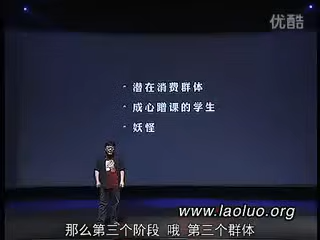 优酷
· 潜在消费群体
· 成心蹭课的学生
· 妖怪
www.laoluo.org
那么第三个阶段 哦 第三个群体